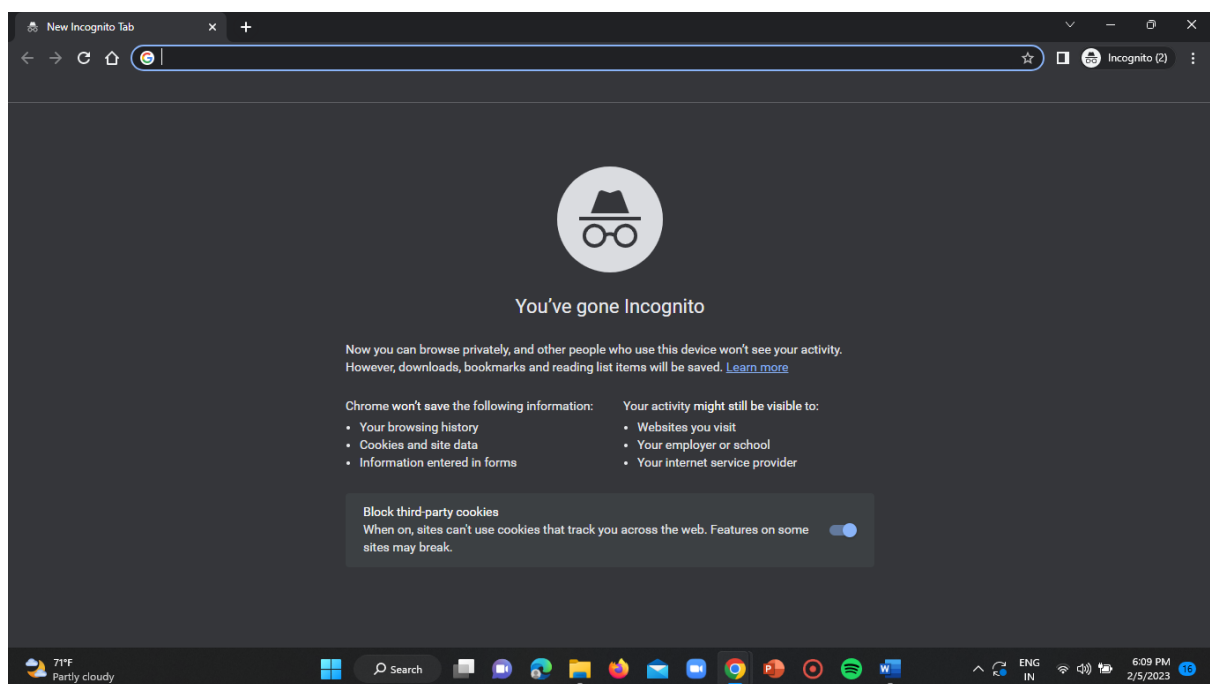 New Incognito Tab
Incognito (2)
You've gone Incognito
Now you can browse privately, and other people who use this device won't see your activity.
However, downloads, bookmarks and reading list items will be saved. Learn more
Chrome won't save the following information:
Your browsing history
Cookies and site data
Information entered in forms
Your activity might still be visible to:
Websites you visit
Your employer or school
Your internet service provider
Block third-party cookies
When on, sites can't use cookies that track you across the web. Features on some
sites may break.
71°F
Partly cloudy
Search
ENG
IN
6:09 PM
2/5/2023
16